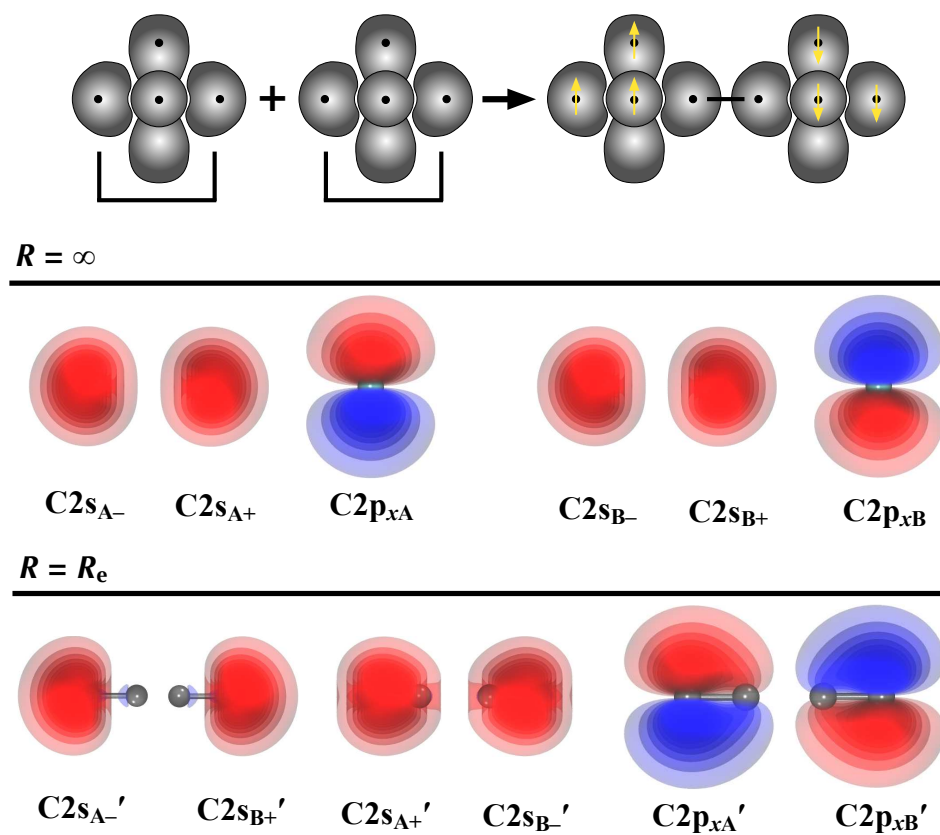 +
R = ∞
C2sA− C2sA+ C2pxA C2sB− C2sB+ C2pxB
R = Re
C2sA−′ C2sB+′ C2sA+′ C2sB−′ C2pxA′ C2pxB′